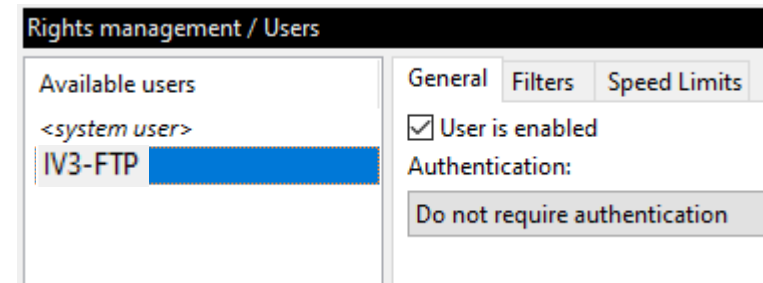 Rights management / Users
Available users
<system user>
IV3-FTP
General Filters Speed Limits
User is enabled
Authentication:
Do not require authentication